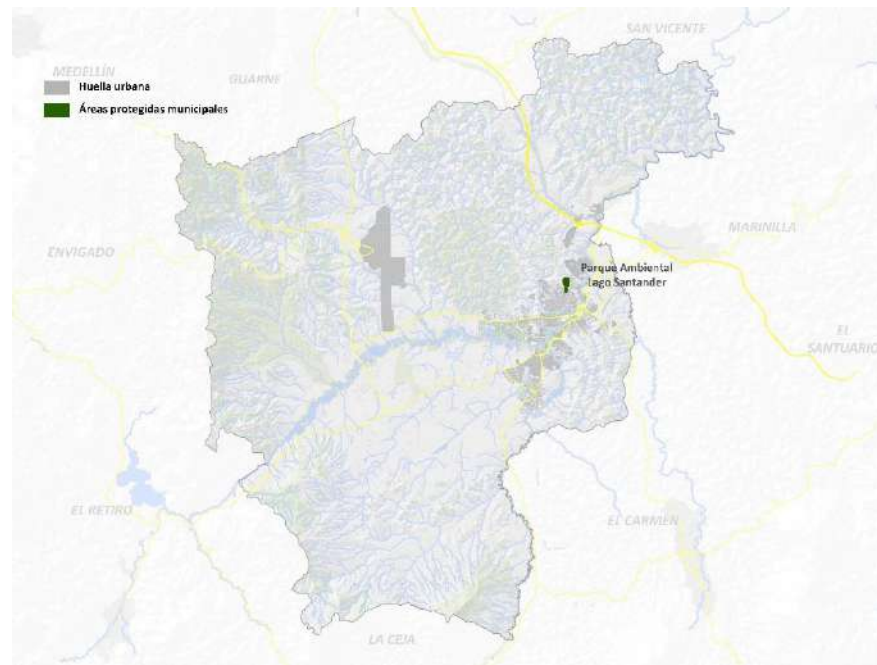 SAN VICENTE
MEDELLÍN
GUARNE
Huella urbana
Áreas protegidas municipales
MARINILLA
ENVIGADO
Parque Ambiental
Lago Santander
EL
SANTUARIO
EL RETIRO
EL CARMEN
LA CEJA